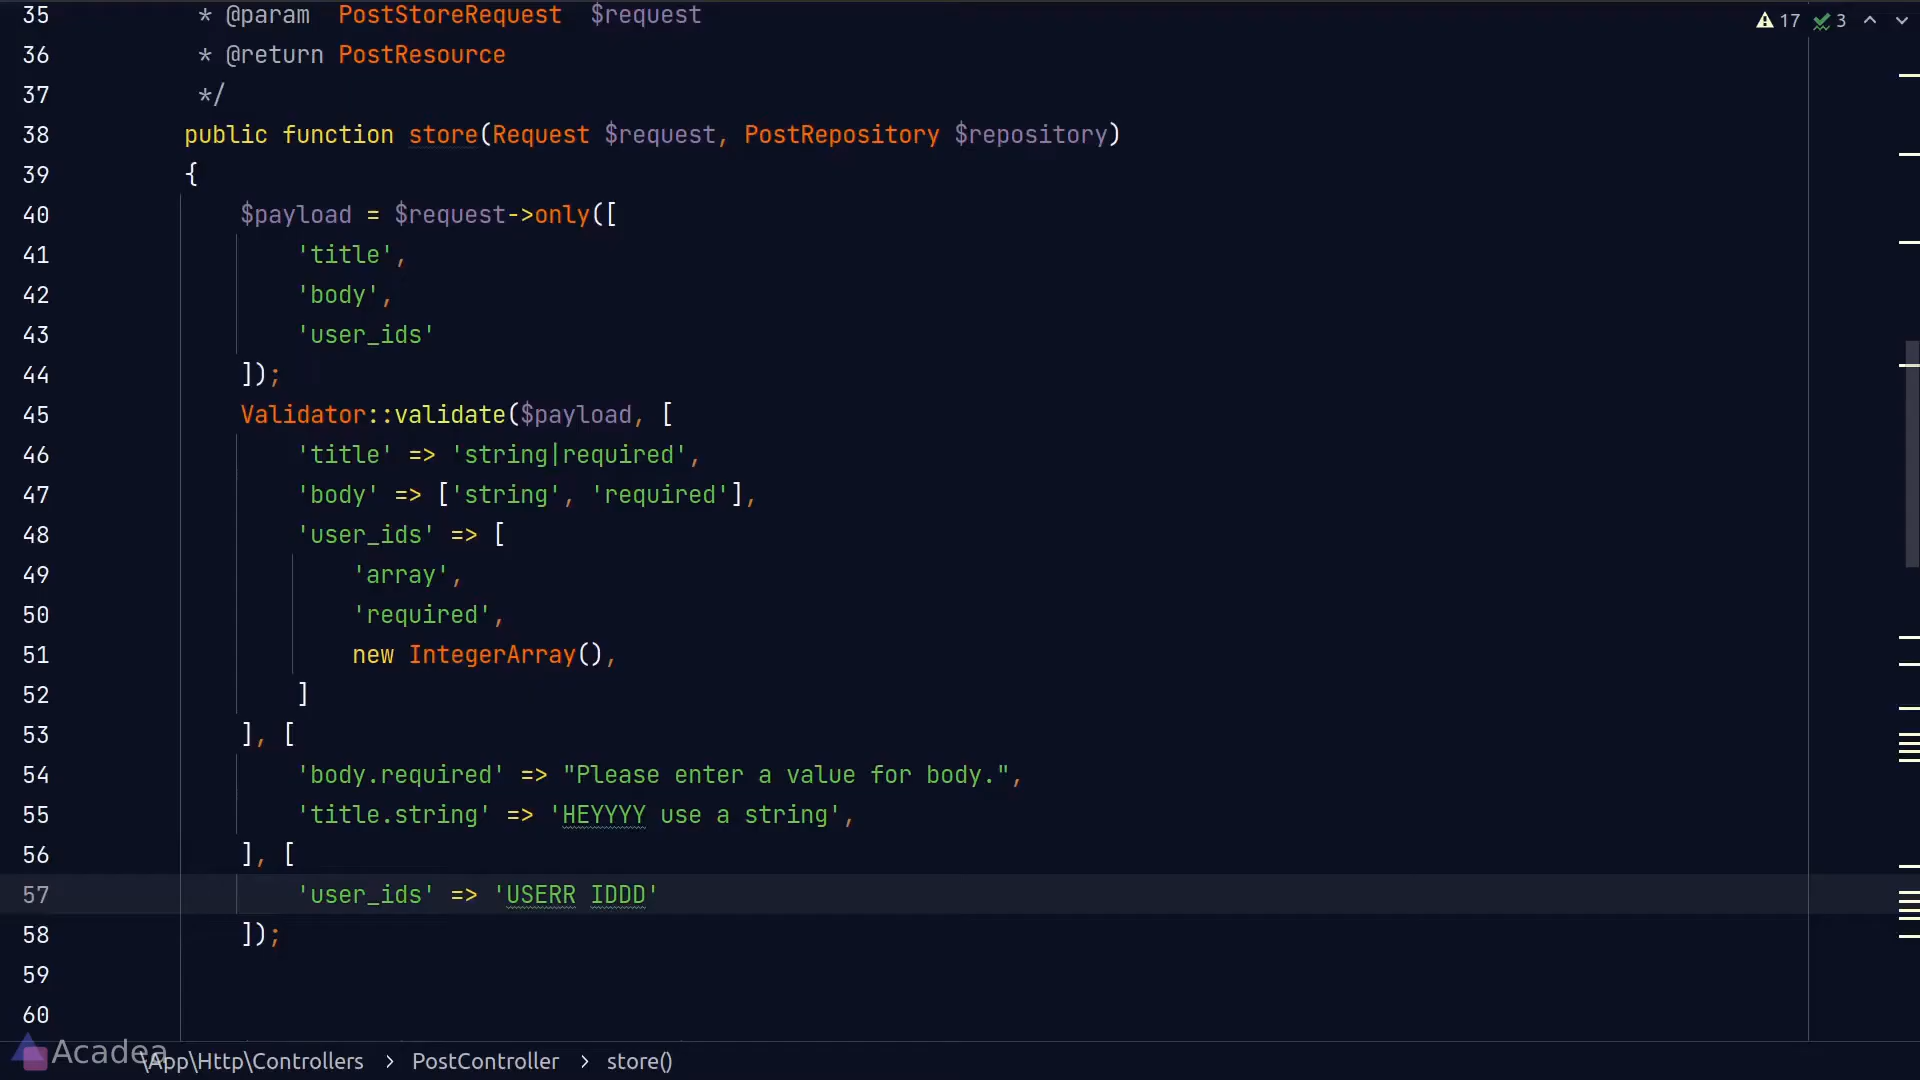 35 * @param PostStoreRequest $request
17 3
36 * @return PostResource
37 */
38 public function store(Request $request, PostRepository $repository)
39 {
40 $payload = $request->only([
41 'title',
42 'body',
43 'user_ids'
44 ]);
45 Validator::validate($payload, [
46 'title' => 'string|required',
47 'body' => ['string', 'required'],
48 'user_ids' => [
49 'array',
50 'required',
51 new IntegerArray(),
52 ]
53 ], [
54 'body.required' => "Please enter a value for body.",
55 'title.string' => 'HEYYYY use a string',
56 ], [
57 'user_ids' => 'USERR IDDD'
58 ]);
59
60
Acadea
\App\Http\Controllers > PostController > store()